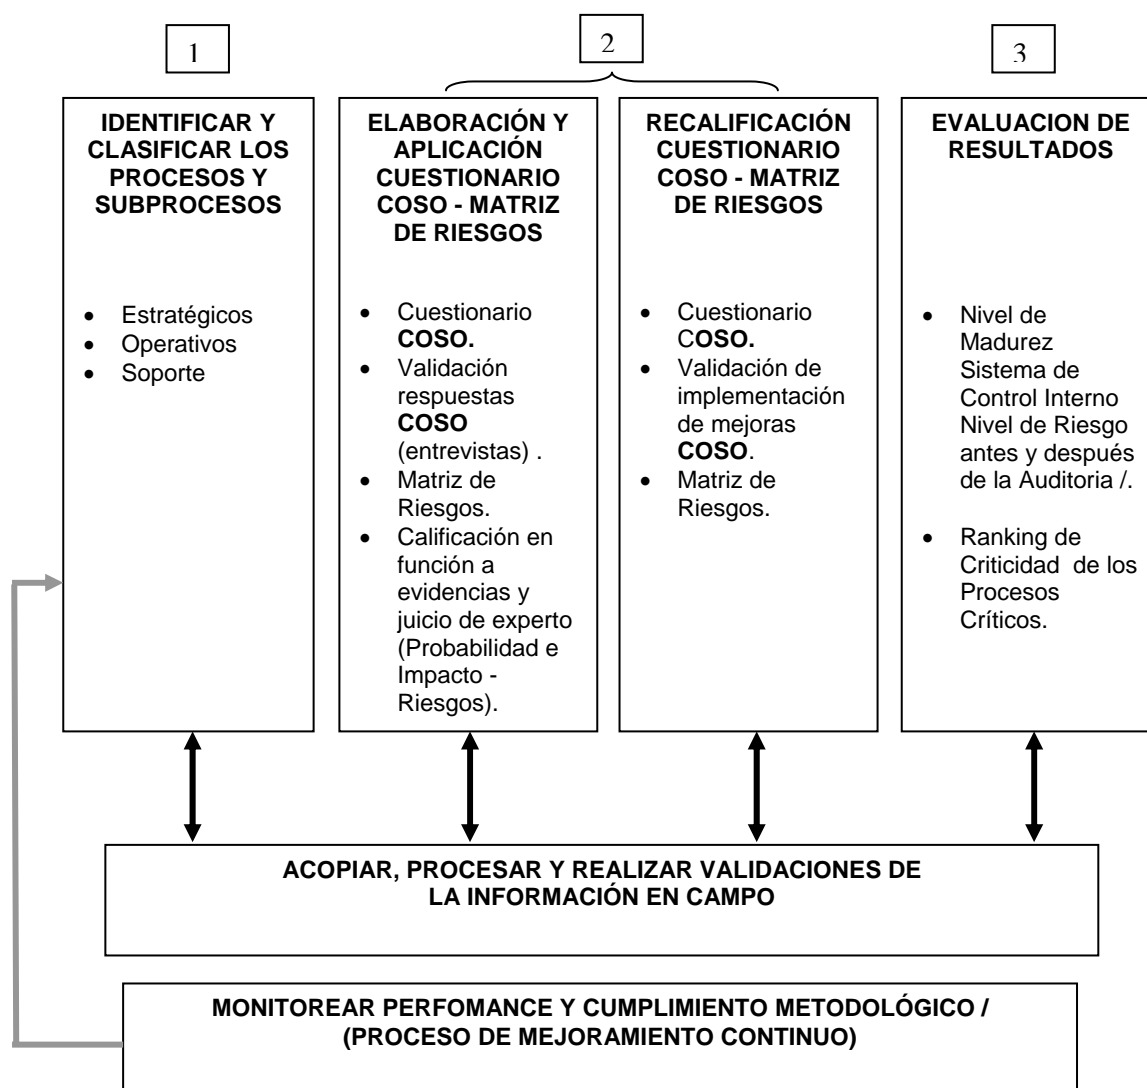 1
2
3
IDENTIFICAR Y
CLASIFICAR LOS
PROCESOS Y
SUBPROCESOS
• Estratégicos
• Operativos
• Soporte
ELABORACIÓN Y
APLICACIÓN
CUESTIONARIO
COSO - MATRIZ
DE RIESGOS
• Cuestionario
COSO.
• Validación
respuestas
COSO
(entrevistas) .
• Matriz de
Riesgos.
• Calificación en
función a
evidencias y
juicio de experto
(Probabilidad e
Impacto -
Riesgos).
RECALIFICACIÓN
CUESTIONARIO
COSO - MATRIZ
DE RIESGOS
• Cuestionario
COSO.
• Validación de
implementación
de mejoras
COSO.
• Matriz de
Riesgos.
EVALUACION DE
RESULTADOS
• Nivel de
Madurez
Sistema de
Control Interno
Nivel de Riesgo
antes y después
de la Auditoria /.
• Ranking de
Criticidad de los
Procesos
Críticos.
ACOPIAR, PROCESAR Y REALIZAR VALIDACIONES DE
LA INFORMACIÓN EN CAMPO
MONITOREAR PERFOMANCE Y CUMPLIMIENTO METODOLÓGICO /
(PROCESO DE MEJORAMIENTO CONTINUO)